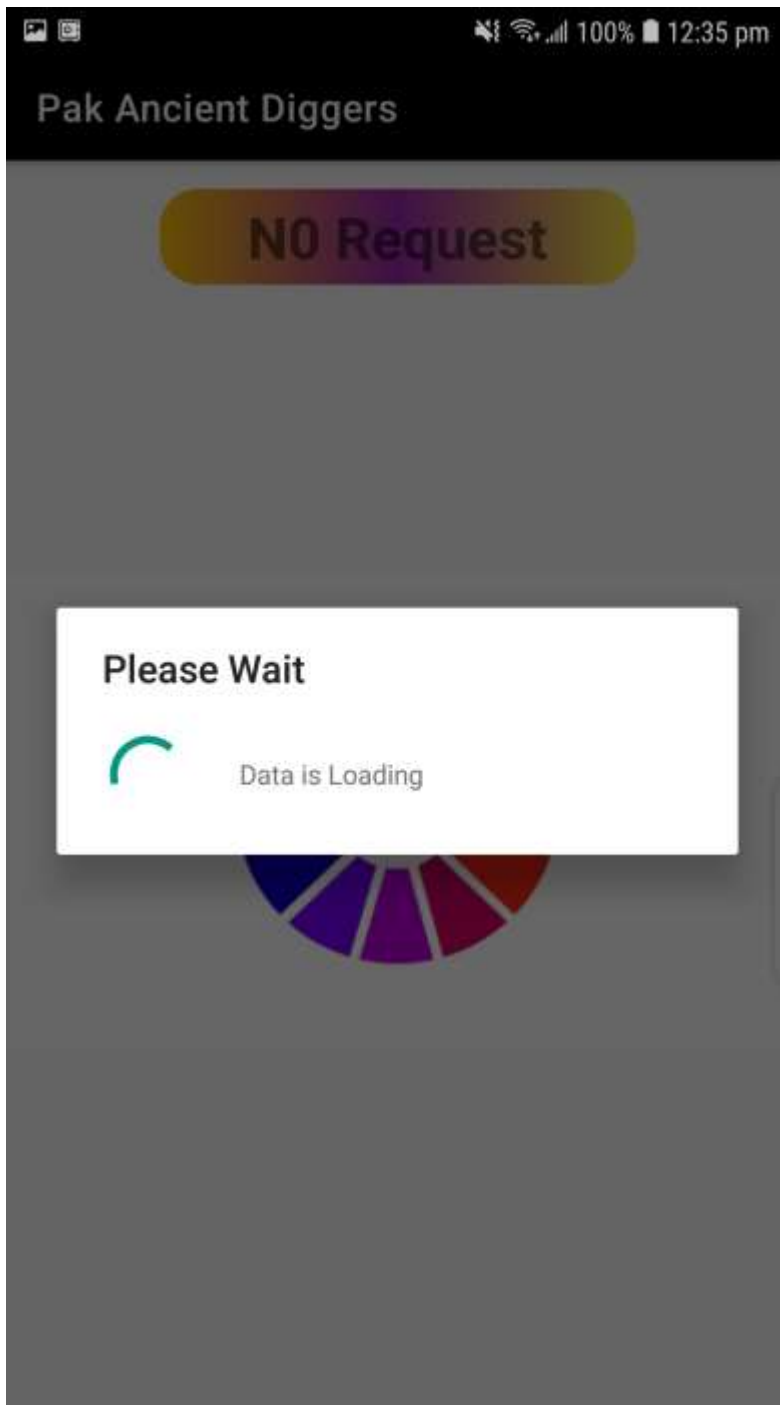 100% 12:35 pm
Pak Ancient Diggers
N0 Request
Please Wait
Data is Loading